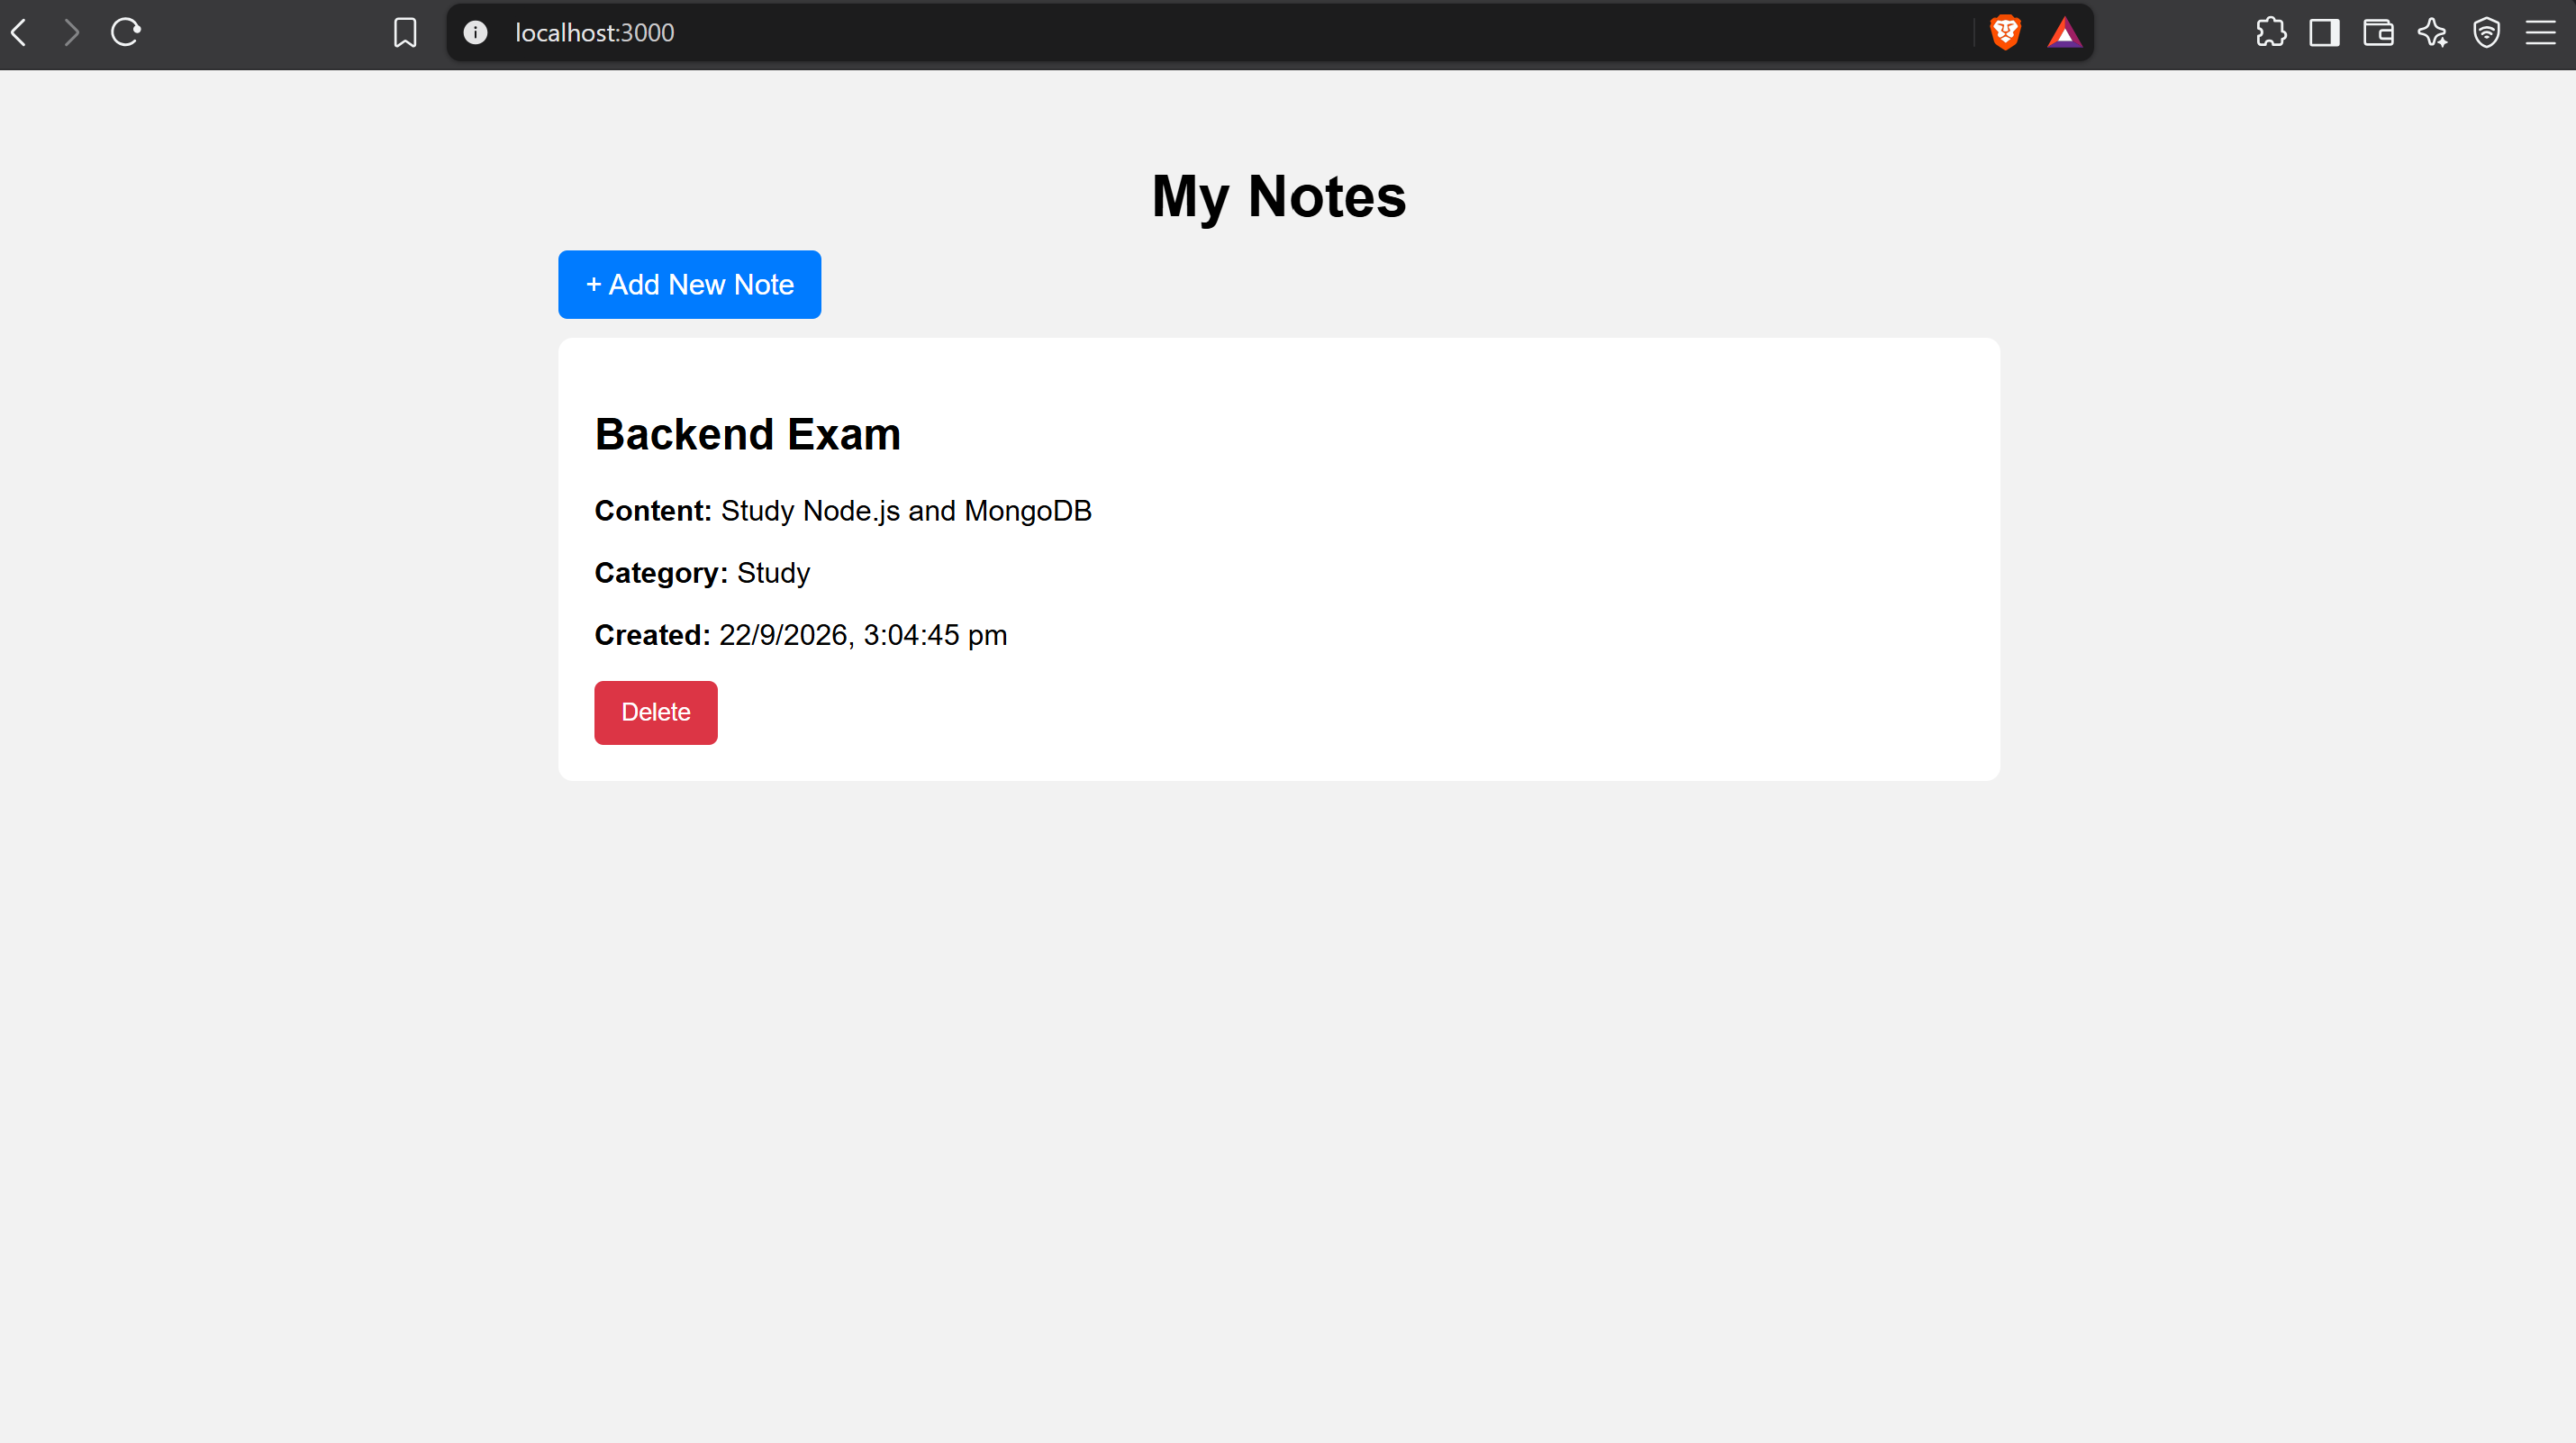 localhost:3000
My Notes
+ Add New Note
Backend Exam
Content: Study Node.js and MongoDB
Category: Study
Created: 22/9/2026, 3:04:45 pm
Delete